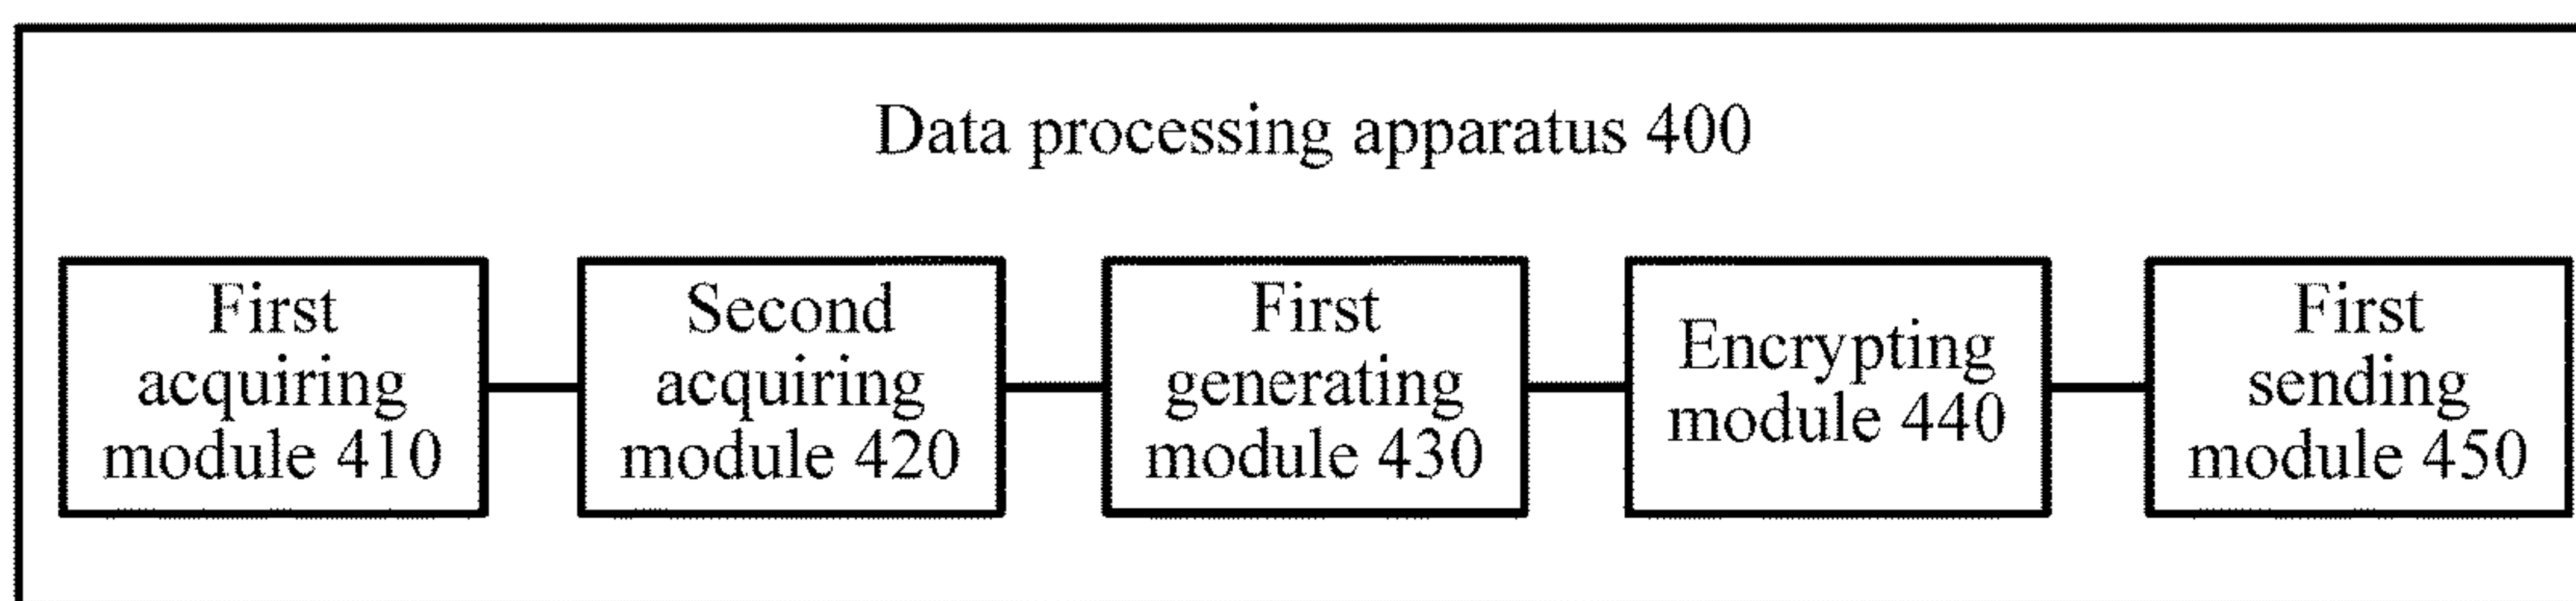 Data processing apparatus 400
First
acquiring
module 410
Second
acquiring
module 420
First
generating
module 430
Encrypting
module 440
First
sending
module 450